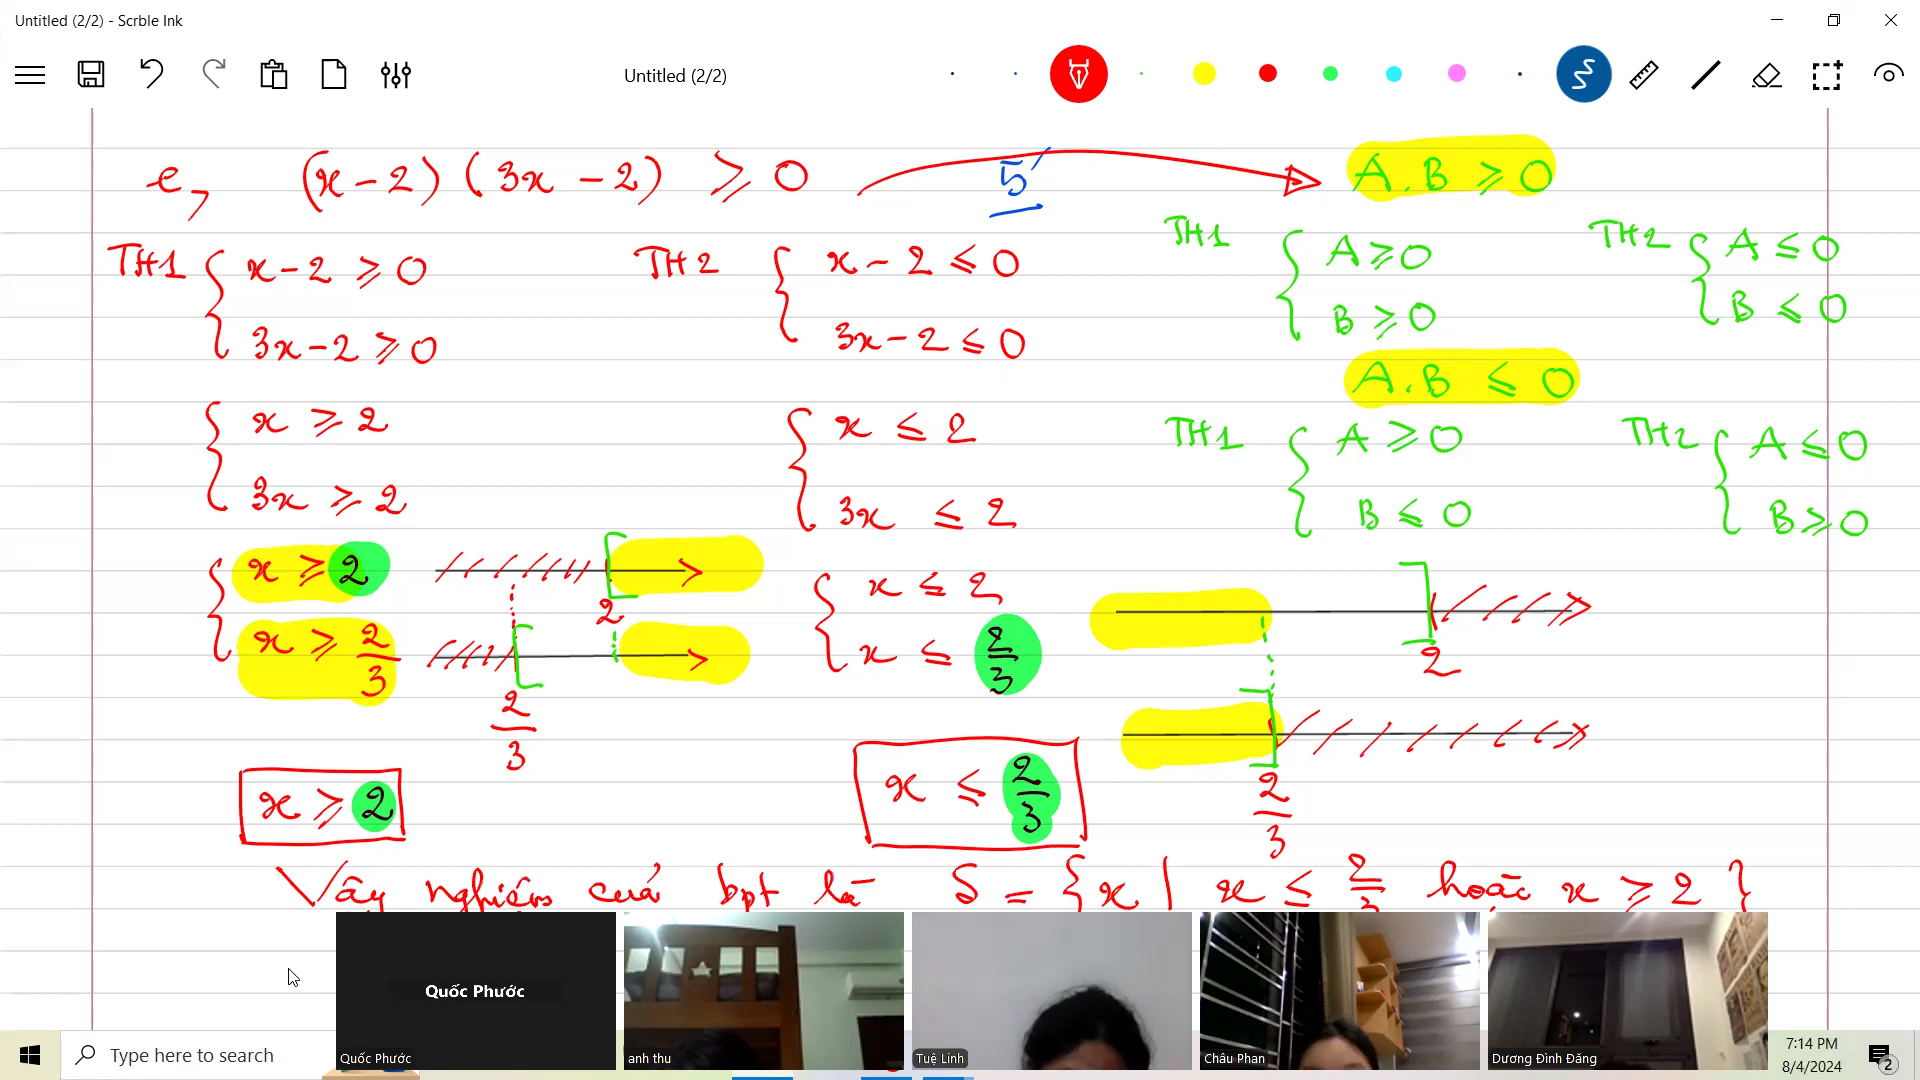 Untitled (2/2) - Scrble Ink
Untitled (2/2)
e, (x-2)(3x-2) ⩾ 0
5'
A.B ⩾ 0
TH1 { x-2 ⩾ 0
3x-2 ⩾ 0
TH2 { x-2 ≤ 0
3x-2 ≤ 0
TH1 { A ⩾ 0
B ⩾ 0
TH2 { A ≤ 0
B ≤ 0
A.B ≤ 0
{ x ⩾ 2
3x ⩾ 2
{ x ≤ 2
3x ≤ 2
TH1 { A ⩾ 0
B ≤ 0
TH2 { A ≤ 0
B ⩾ 0
{ x ⩾ 2
x ⩾ 2/3
2
2/3
{ x ≤ 2
x ≤ 2/3
2
2/3
x ⩾ 2
x ≤ 2/3
Vây nghiệm cuả bpt là S = { x | x ≤ 2/3 hoặc x ⩾ 2 }
Quốc Phước
Quốc Phước
anh thu
Tuệ Linh
Châu Phan
Dương Đình Đăng
Type here to search
7:14 PM
8/4/2024
2